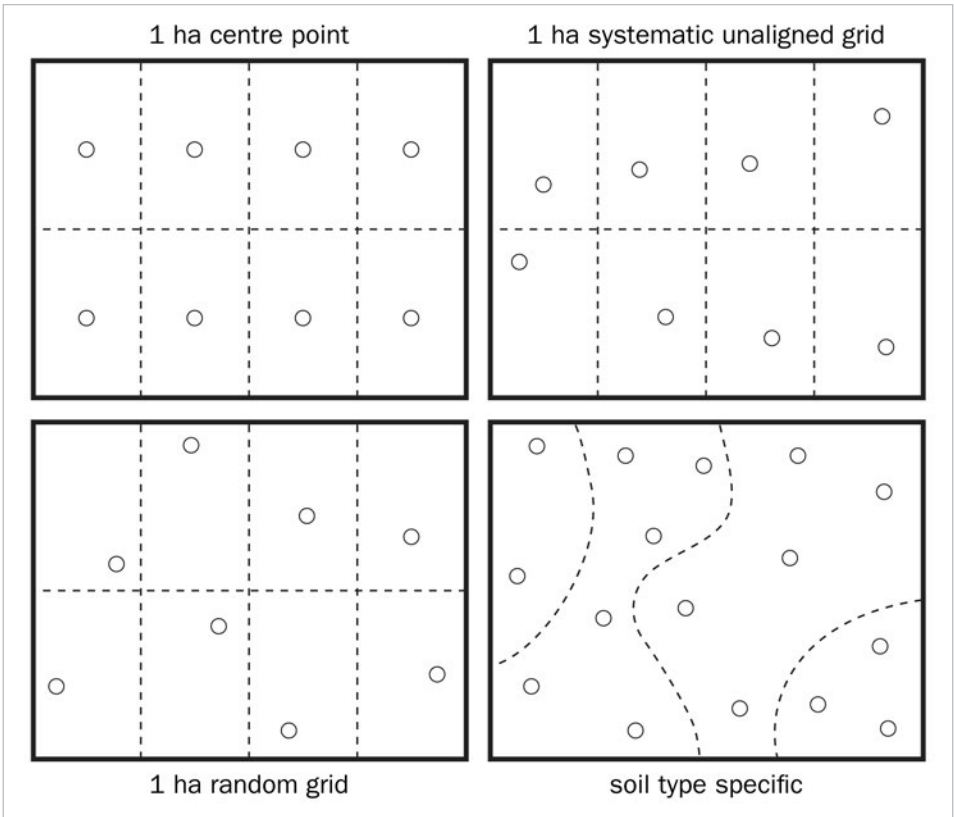 1 ha centre point
1 ha systematic unaligned grid
1 ha random grid
soil type specific